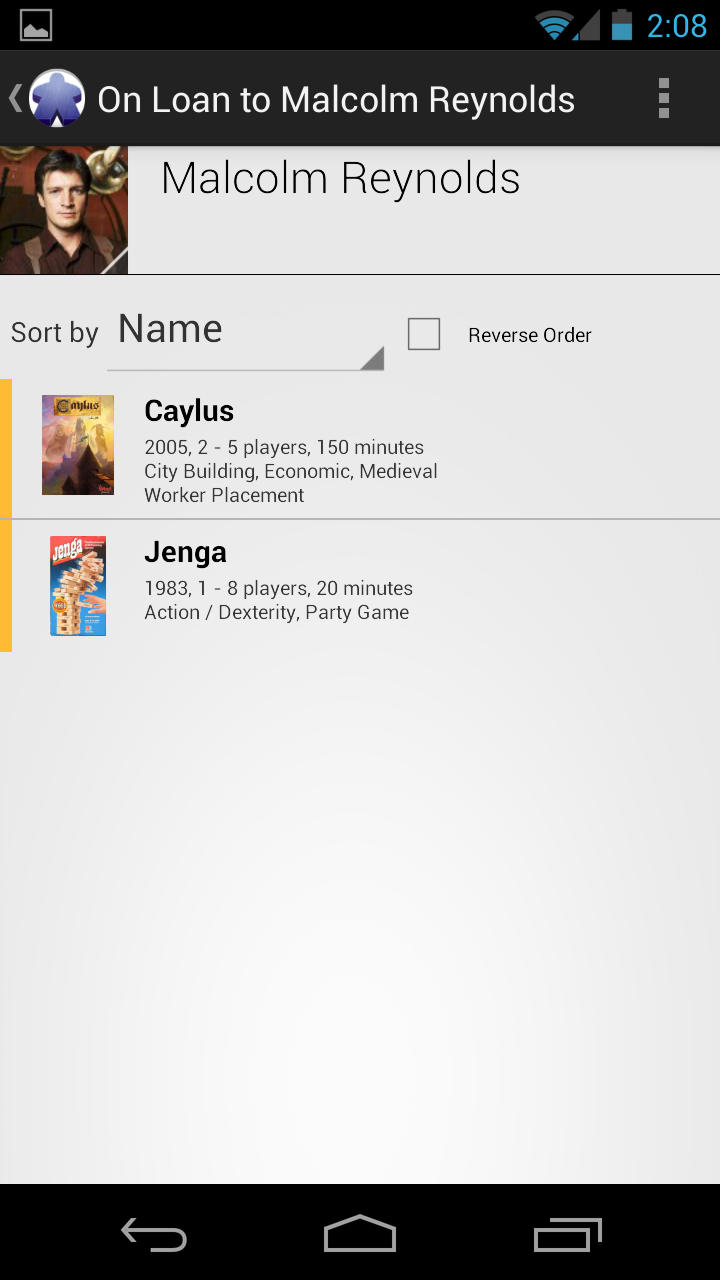 2:08
On Loan to Malcolm Reynolds
Malcolm Reynolds
Sort by Name Reverse Order
Caylus
Caylus
2005, 2 - 5 players, 150 minutes
City Building, Economic, Medieval
Worker Placement
Jenga
Jenga
1983, 1 - 8 players, 20 minutes
Action / Dexterity, Party Game